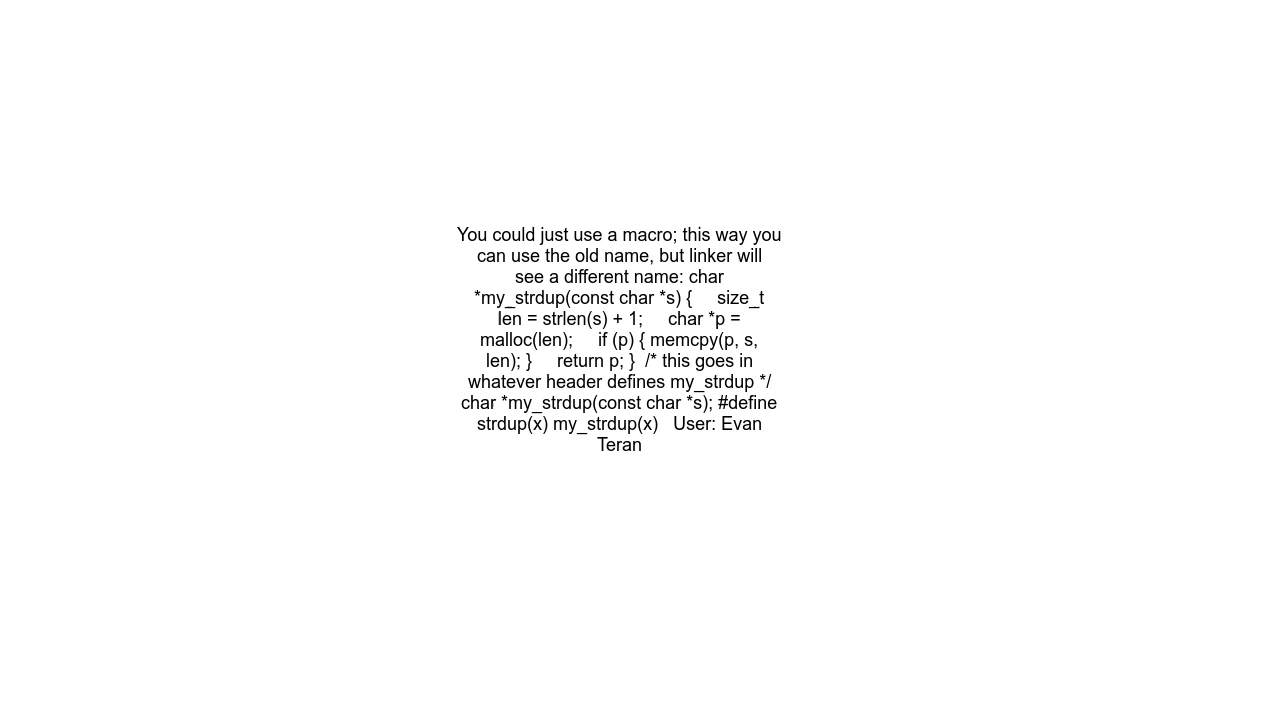 You could just use a macro; this way you
can use the old name, but linker will
see a different name: char
*my_strdup(const char *s) {     size_t
len = strlen(s) + 1;     char *p =
malloc(len);     if (p) { memcpy(p, s,
len); }     return p; }  /* this goes in
whatever header defines my_strdup */
char *my_strdup(const char *s); #define
strdup(x) my_strdup(x)   User: Evan
Teran